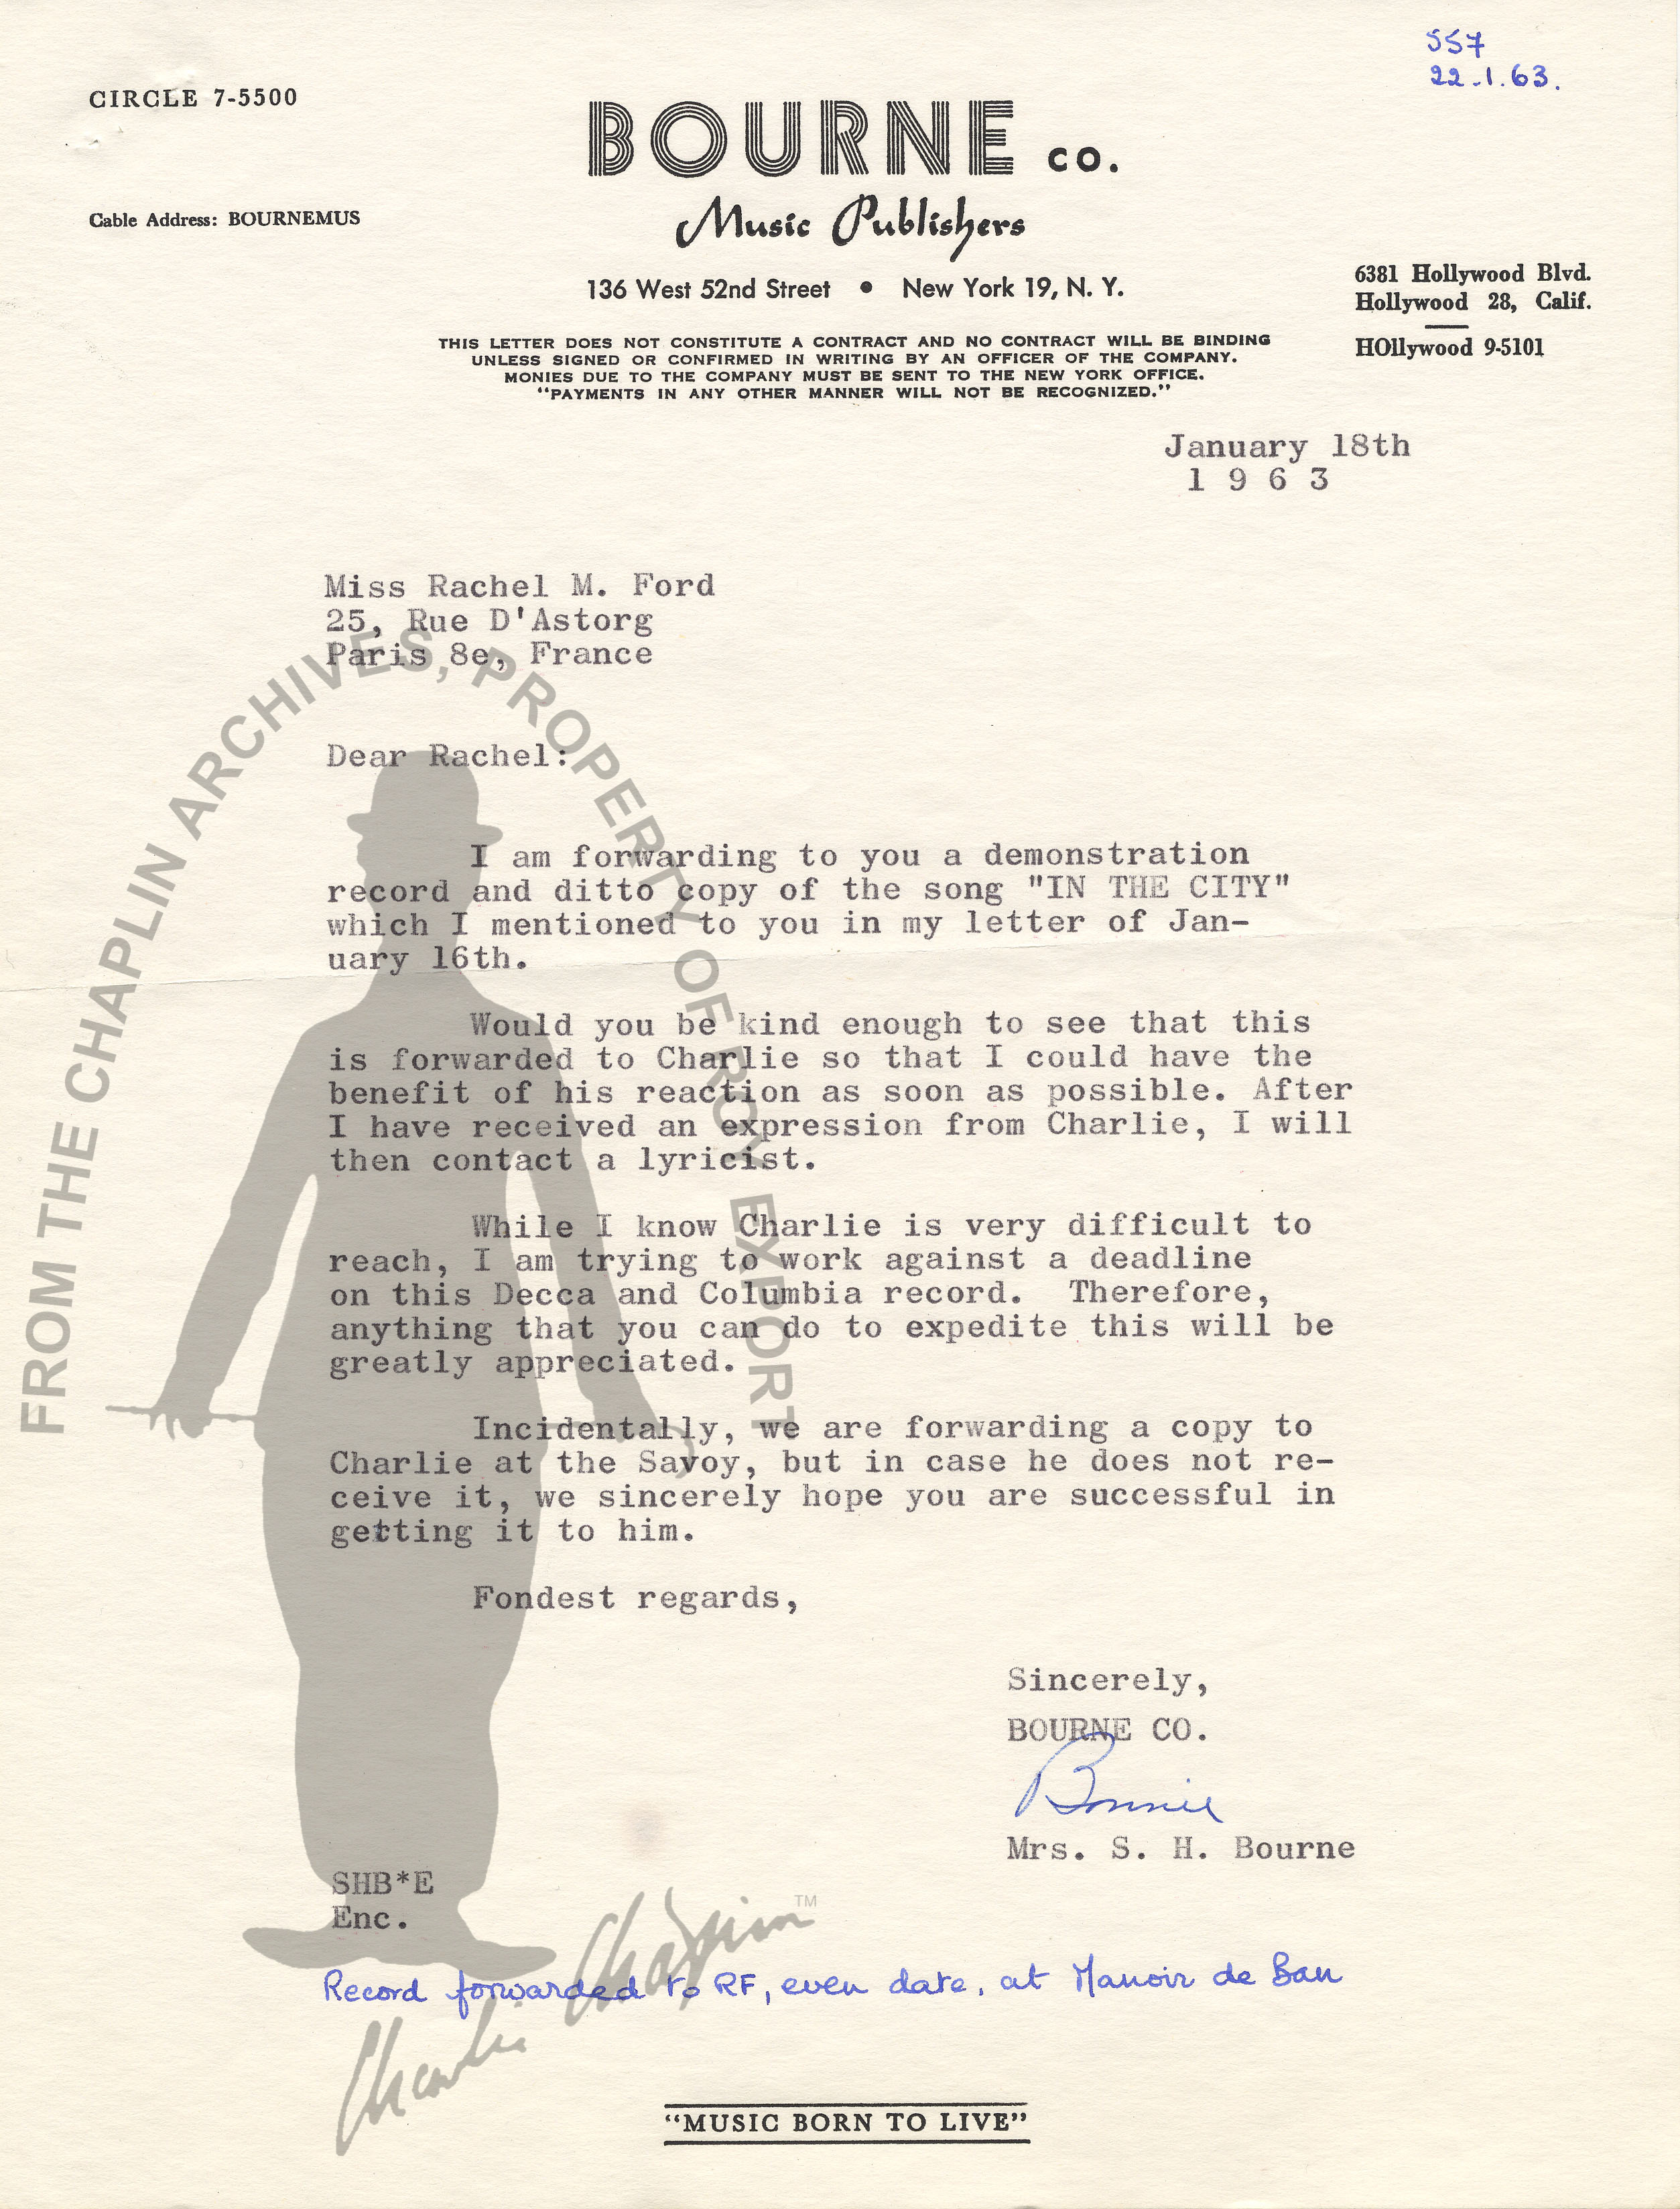 557
22.1.63.
CIRCLE 7-5500
BOURNE CO.
Cable Address: BOURNEMUS
Music Publishers
136 West 52nd Street • New York 19, N. Y.
6381 Hollywood Blvd.
Hollywood 28, Calif.
HOllywood 9-5101
THIS LETTER DOES NOT CONSTITUTE A CONTRACT AND NO CONTRACT WILL BE BINDING
UNLESS SIGNED OR CONFIRMED IN WRITING BY AN OFFICER OF THE COMPANY.
MONIES DUE TO THE COMPANY MUST BE SENT TO THE NEW YORK OFFICE.
“PAYMENTS IN ANY OTHER MANNER WILL NOT BE RECOGNIZED.”
January 18th
1 9 6 3
Miss Rachel M. Ford
25, Rue D'Astorg
Paris 8e, France
Dear Rachel:
I am forwarding to you a demonstration
record and ditto copy of the song "IN THE CITY"
which I mentioned to you in my letter of Jan-
uary 16th.
Would you be kind enough to see that this
is forwarded to Charlie so that I could have the
benefit of his reaction as soon as possible. After
I have received an expression from Charlie, I will
then contact a lyricist.
While I know Charlie is very difficult to
reach, I am trying to work against a deadline
on this Decca and Columbia record. Therefore,
anything that you can do to expedite this will be
greatly appreciated.
Incidentally, we are forwarding a copy to
Charlie at the Savoy, but in case he does not re-
ceive it, we sincerely hope you are successful in
getting it to him.
Fondest regards,
Sincerely,
BOURNE CO.
Bonnie
Mrs. S. H. Bourne
SHB*E
Enc.
Record forwarded to RF, even date, at Manoir de Ban
“MUSIC BORN TO LIVE”
FROM THE CHAPLIN ARCHIVES, PROPERTY OF ROY EXPORT
Charlie Chaplin™